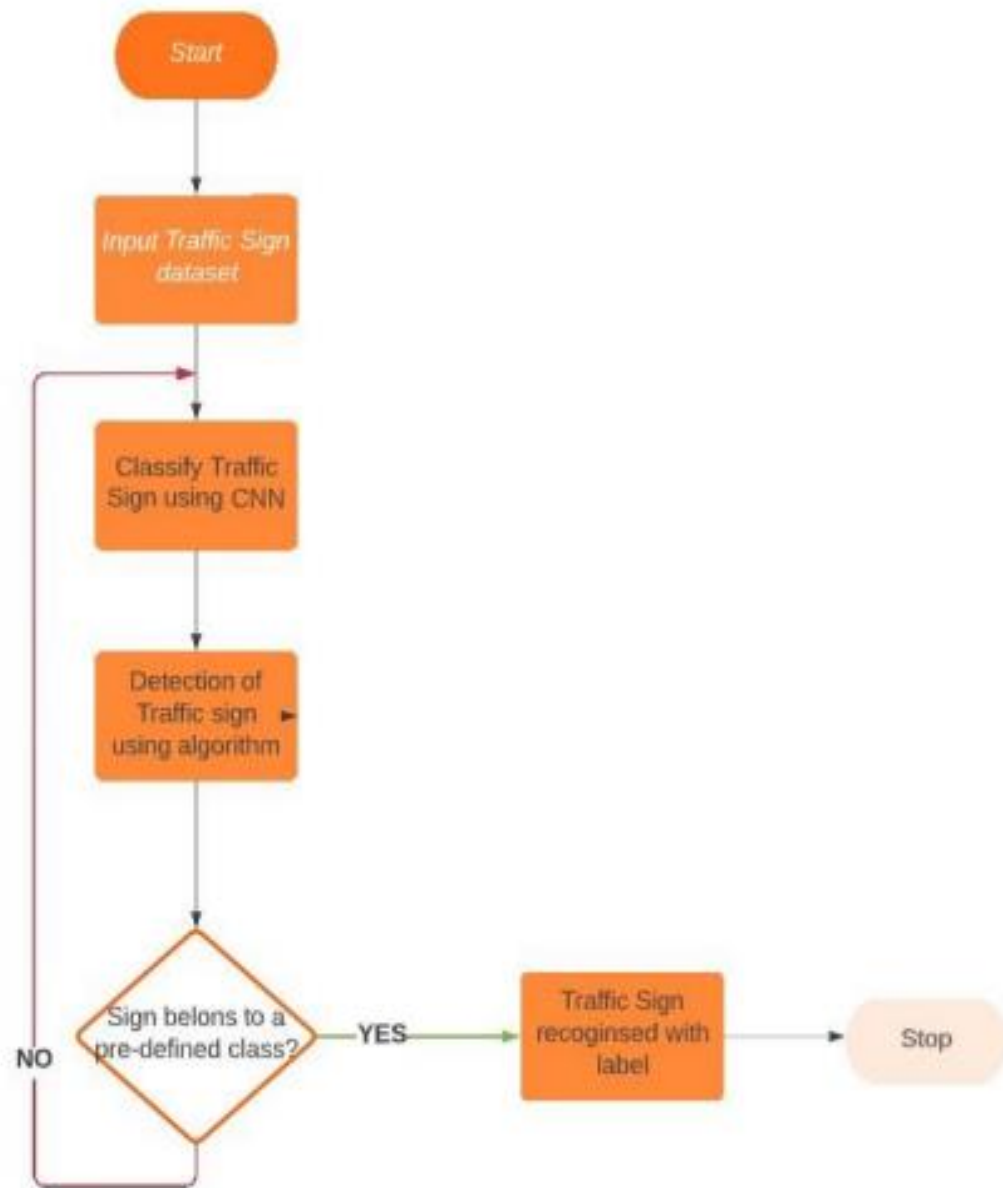 Start
Input Traffic Sign
dataset
Classify Traffic
Sign using CNN
Detection of
Traffic sign
using algorithm
Sign belons to a
pre-defined class?
NO
YES
Traffic Sign
recoginsed with
label
Stop